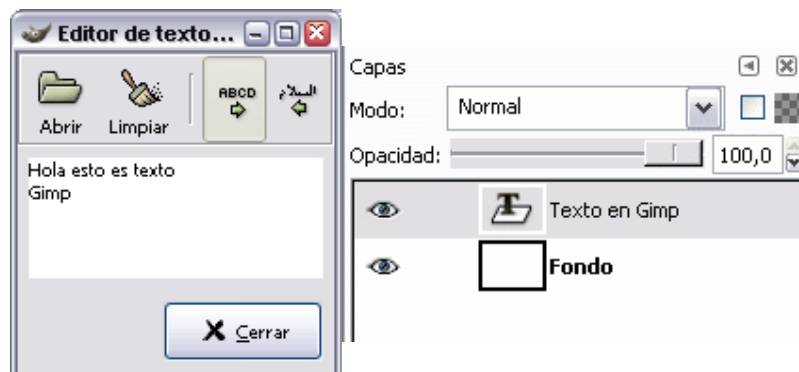 Editor de texto...
Abrir
Limpiar
ABCD
السلام
Hola esto es texto
Gimp
Cerrar
Capas
Modo:
Normal
Opacidad:
100,0
Texto en Gimp
Fondo